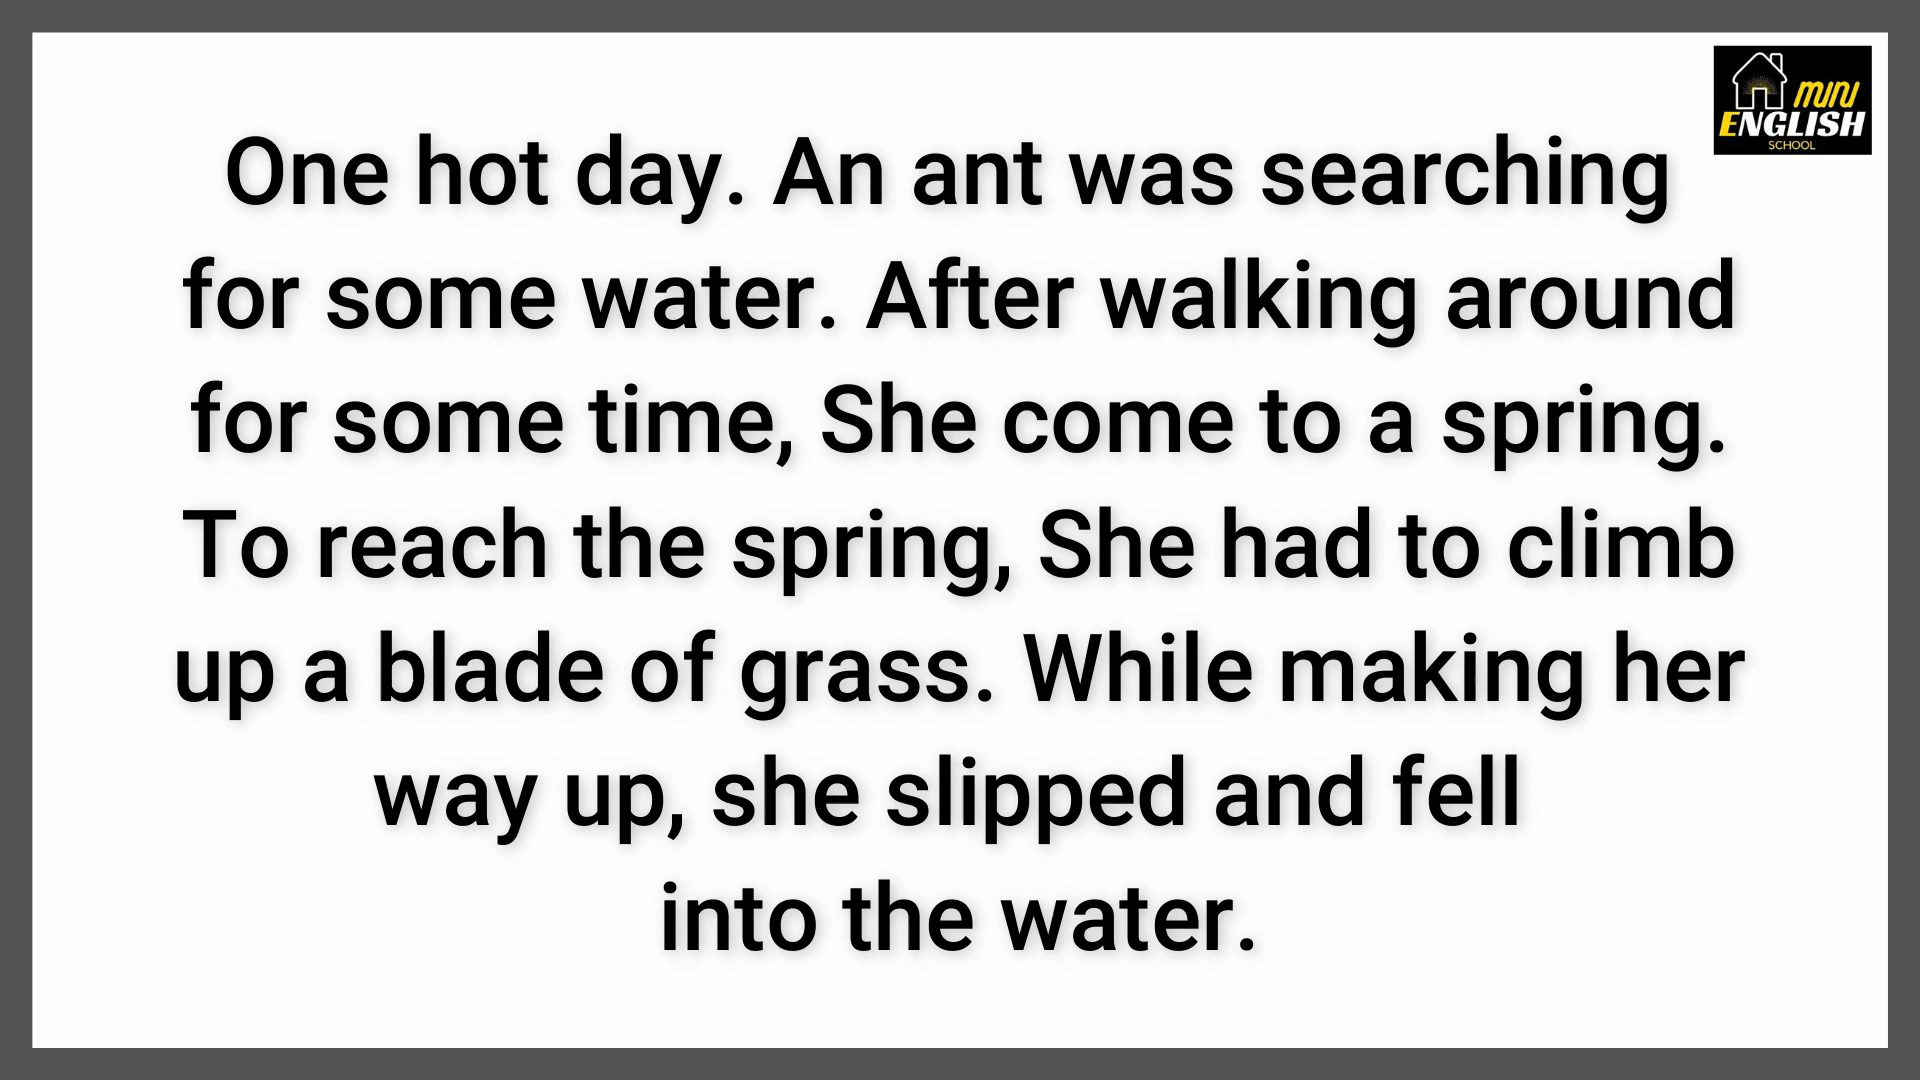 mini
ENGLISH
SCHOOL
One hot day. An ant was searching
for some water. After walking around
for some time, She come to a spring.
To reach the spring, She had to climb
up a blade of grass. While making her
way up, she slipped and fell
into the water.